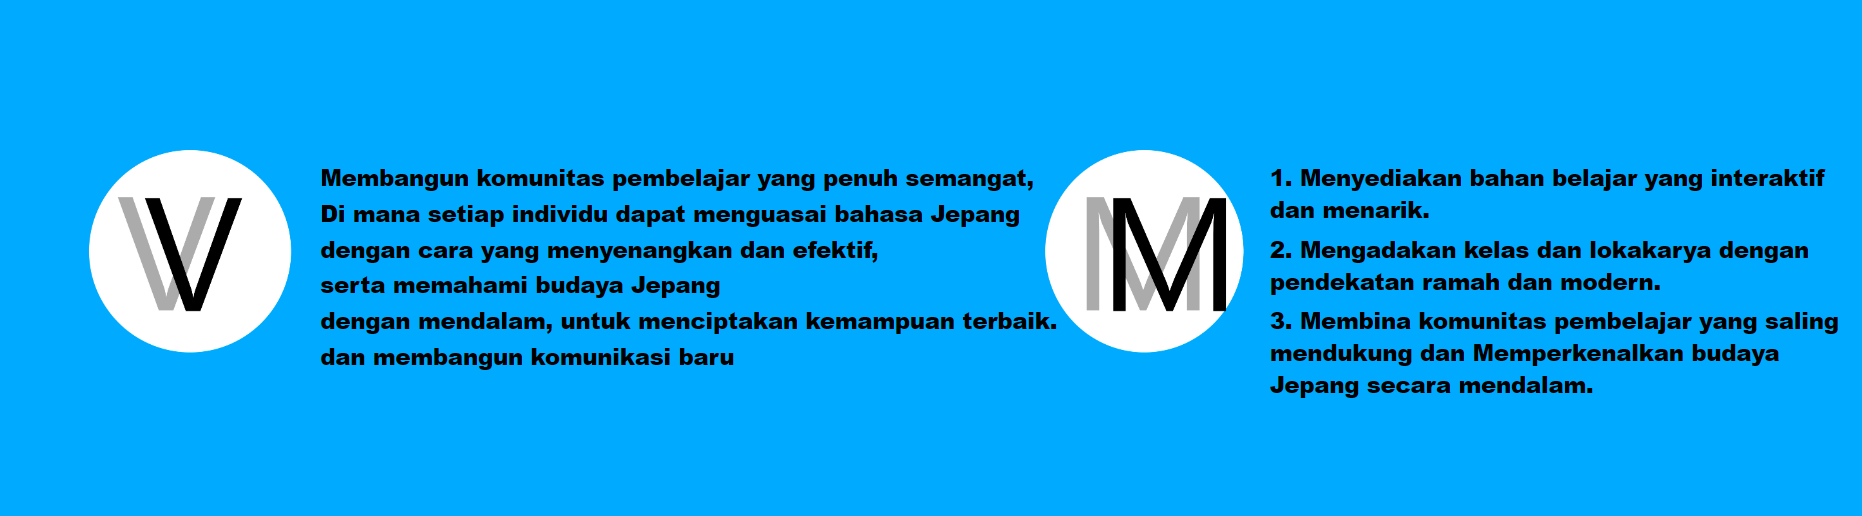 V
Membangun komunitas pembelajar yang penuh semangat,
Di mana setiap individu dapat menguasai bahasa Jepang
dengan cara yang menyenangkan dan efektif,
serta memahami budaya Jepang
dengan mendalam, untuk menciptakan kemampuan terbaik.
dan membangun komunikasi baru
M
1. Menyediakan bahan belajar yang interaktif
dan menarik.
2. Mengadakan kelas dan lokakarya dengan
pendekatan ramah dan modern.
3. Membina komunitas pembelajar yang saling
mendukung dan Memperkenalkan budaya
Jepang secara mendalam.